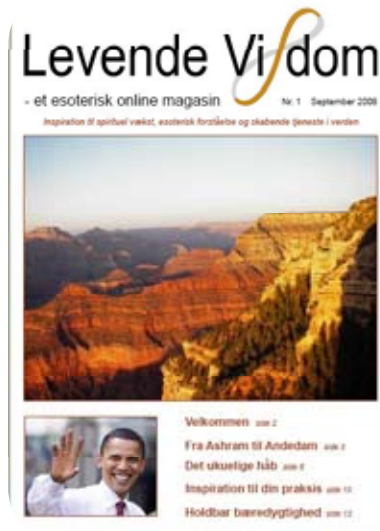 Levende Visdom
- et esoterisk online magasin Nr. 1 September 2008
Inspiration til spirituel vækst, esoterisk forståelse og skabende tjeneste i verden
Velkommen side 2
Fra Ashram til Andedam side 3
Det ukuelige håb side
Inspiration til din praksis side 10
Holdbar bæredygtighed side 12